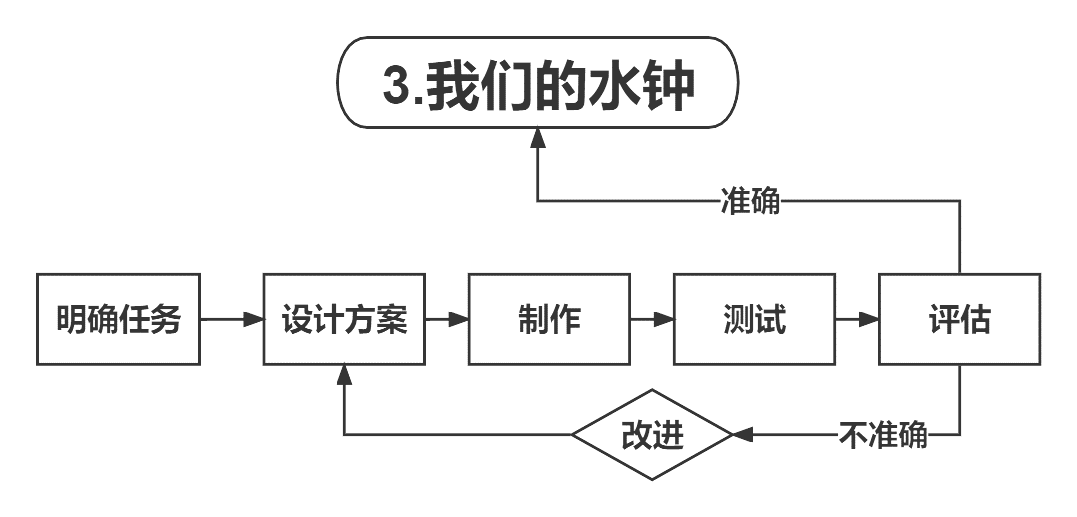 3.我们的水钟
准确
明确任务
设计方案
制作
测试
评估
改进
不准确